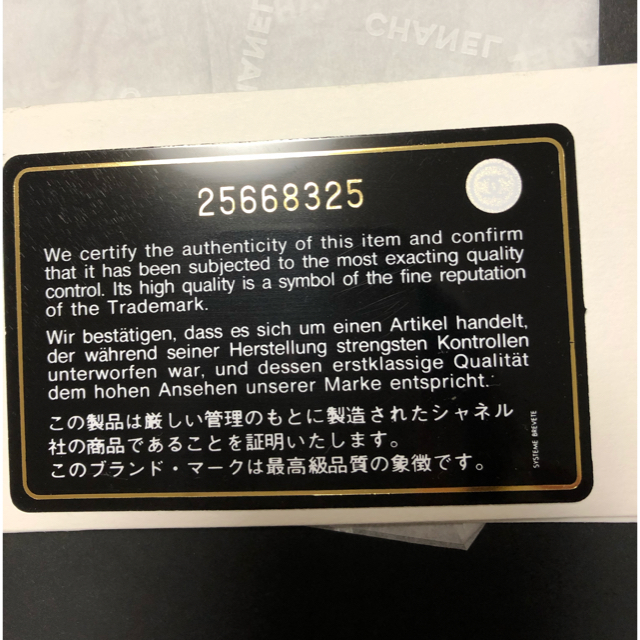 CHANEL
CHANEL
25668325
We certify the authenticity of this item and confirm
that it has been subjected to the most exacting quality
control. Its high quality is a symbol of the fine reputation
of the Trademark.
Wir bestätigen, dass es sich um einen Artikel handelt,
der während seiner Herstellung strengsten Kontrollen
unterworfen war, und dessen erstklassige Qualität
dem hohen Ansehen unserer Marke entspricht.
この製品は厳しい管理のもとに製造されたシャネル
社の商品であることを証明いたします。
このブランド・マークは最高級品質の象徴です。
SYSTEME BREVETE